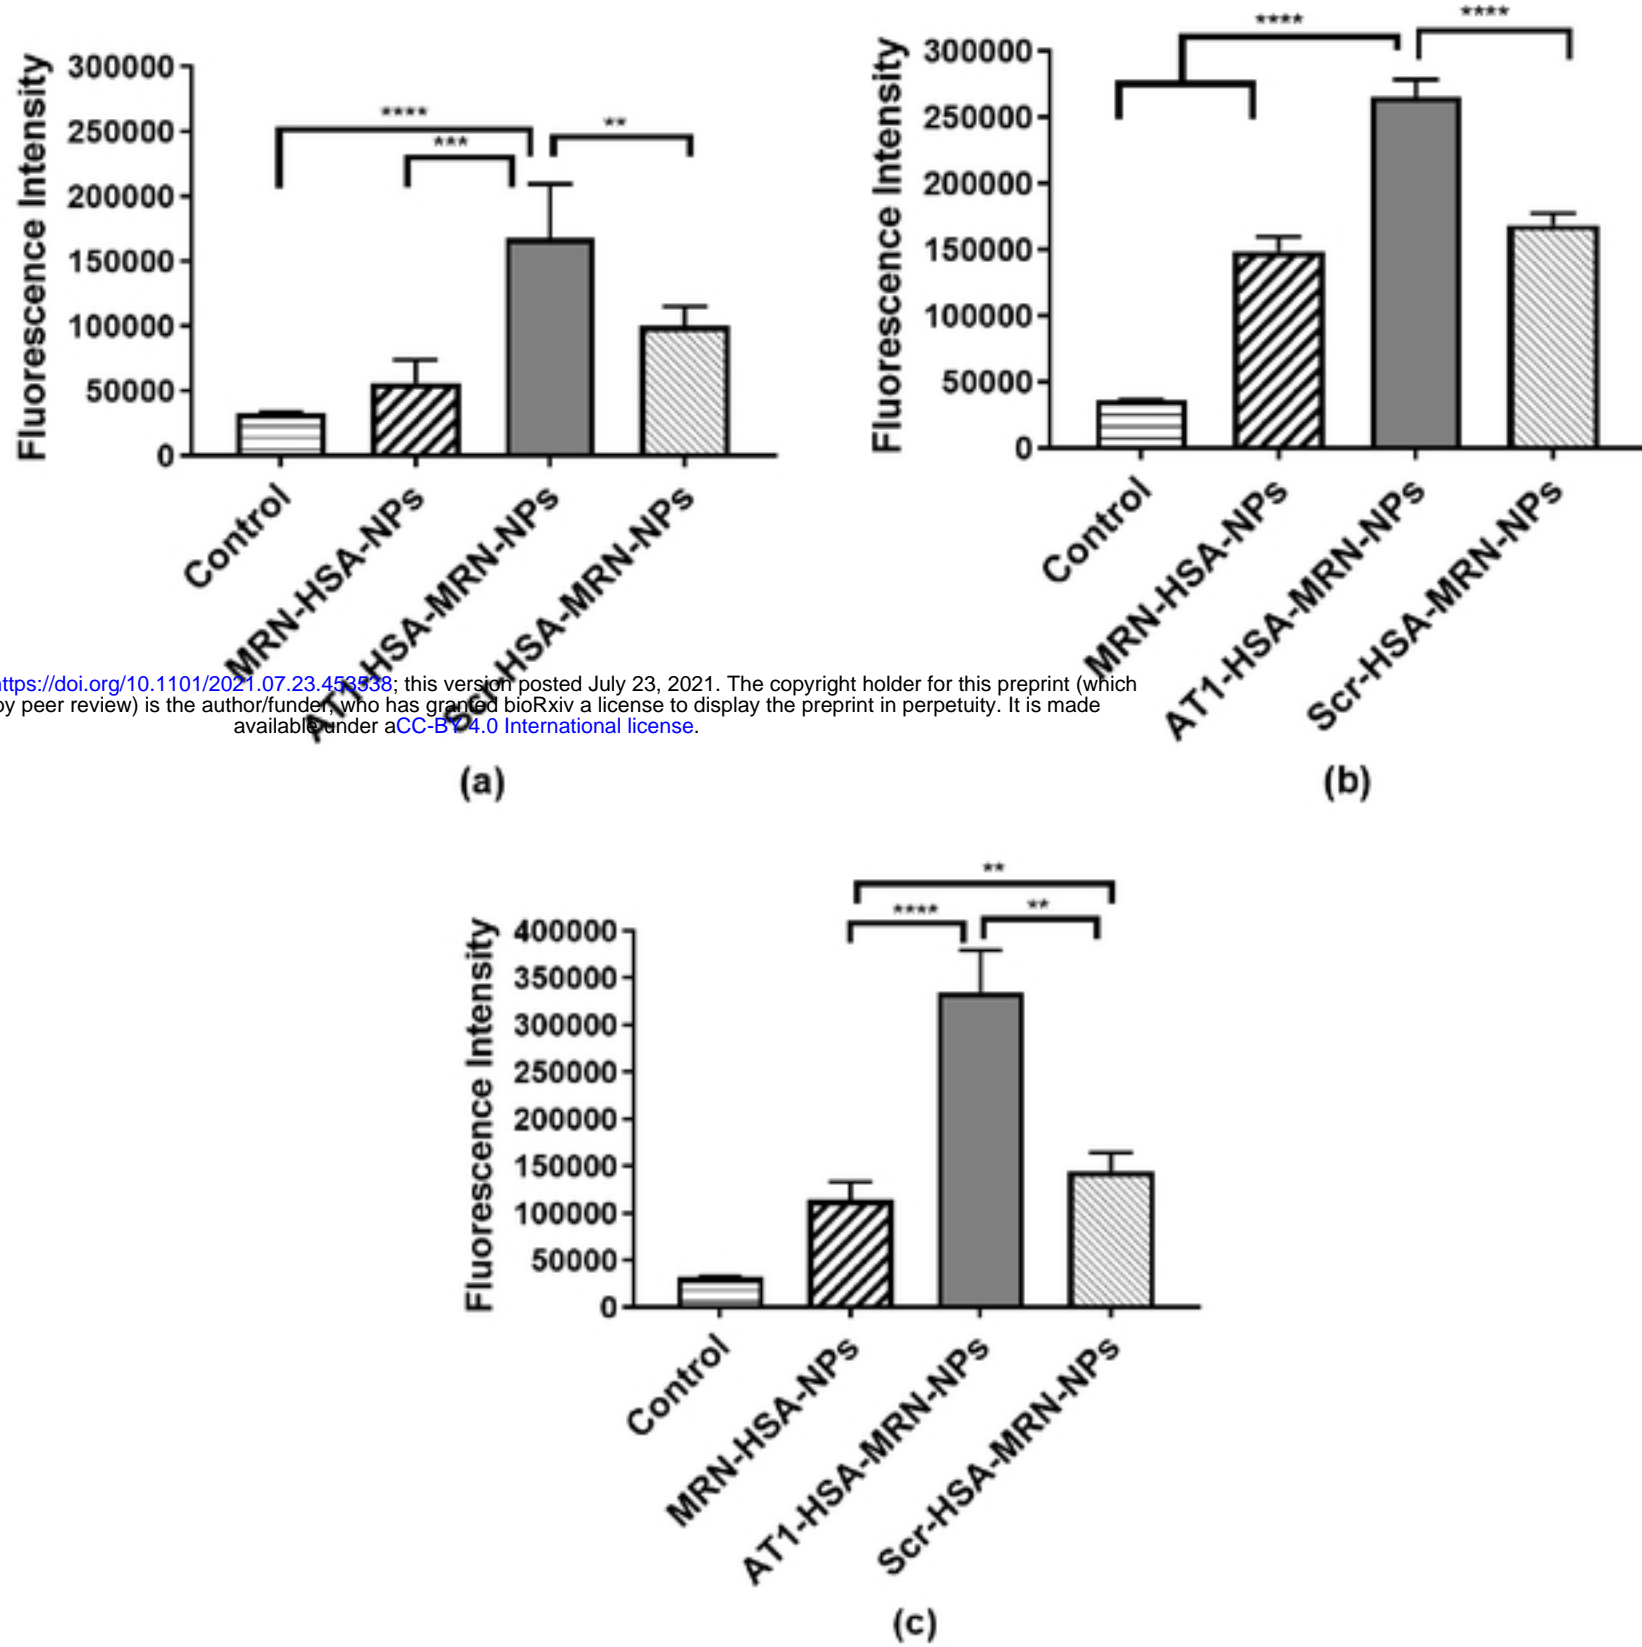 Fluorescence Intensity
300000
250000
200000
150000
100000
50000
0
****
***
**
Control
MRN-HSA-NPs
AT1-HSA-MRN-NPs
Scr-HSA-MRN-NPs
(a)
Fluorescence Intensity
300000
250000
200000
150000
100000
50000
0
****
****
Control
MRN-HSA-NPs
AT1-HSA-MRN-NPs
Scr-HSA-MRN-NPs
(b)
ttps://doi.org/10.1101/2021.07.23.453538; this version posted July 23, 2021. The copyright holder for this preprint (which
by peer review) is the author/funder, who has granted bioRxiv a license to display the preprint in perpetuity. It is made
available under aCC-BY 4.0 International license.
Fluorescence Intensity
400000
350000
300000
250000
200000
150000
100000
50000
0
**
****
**
Control
MRN-HSA-NPs
AT1-HSA-MRN-NPs
Scr-HSA-MRN-NPs
(c)